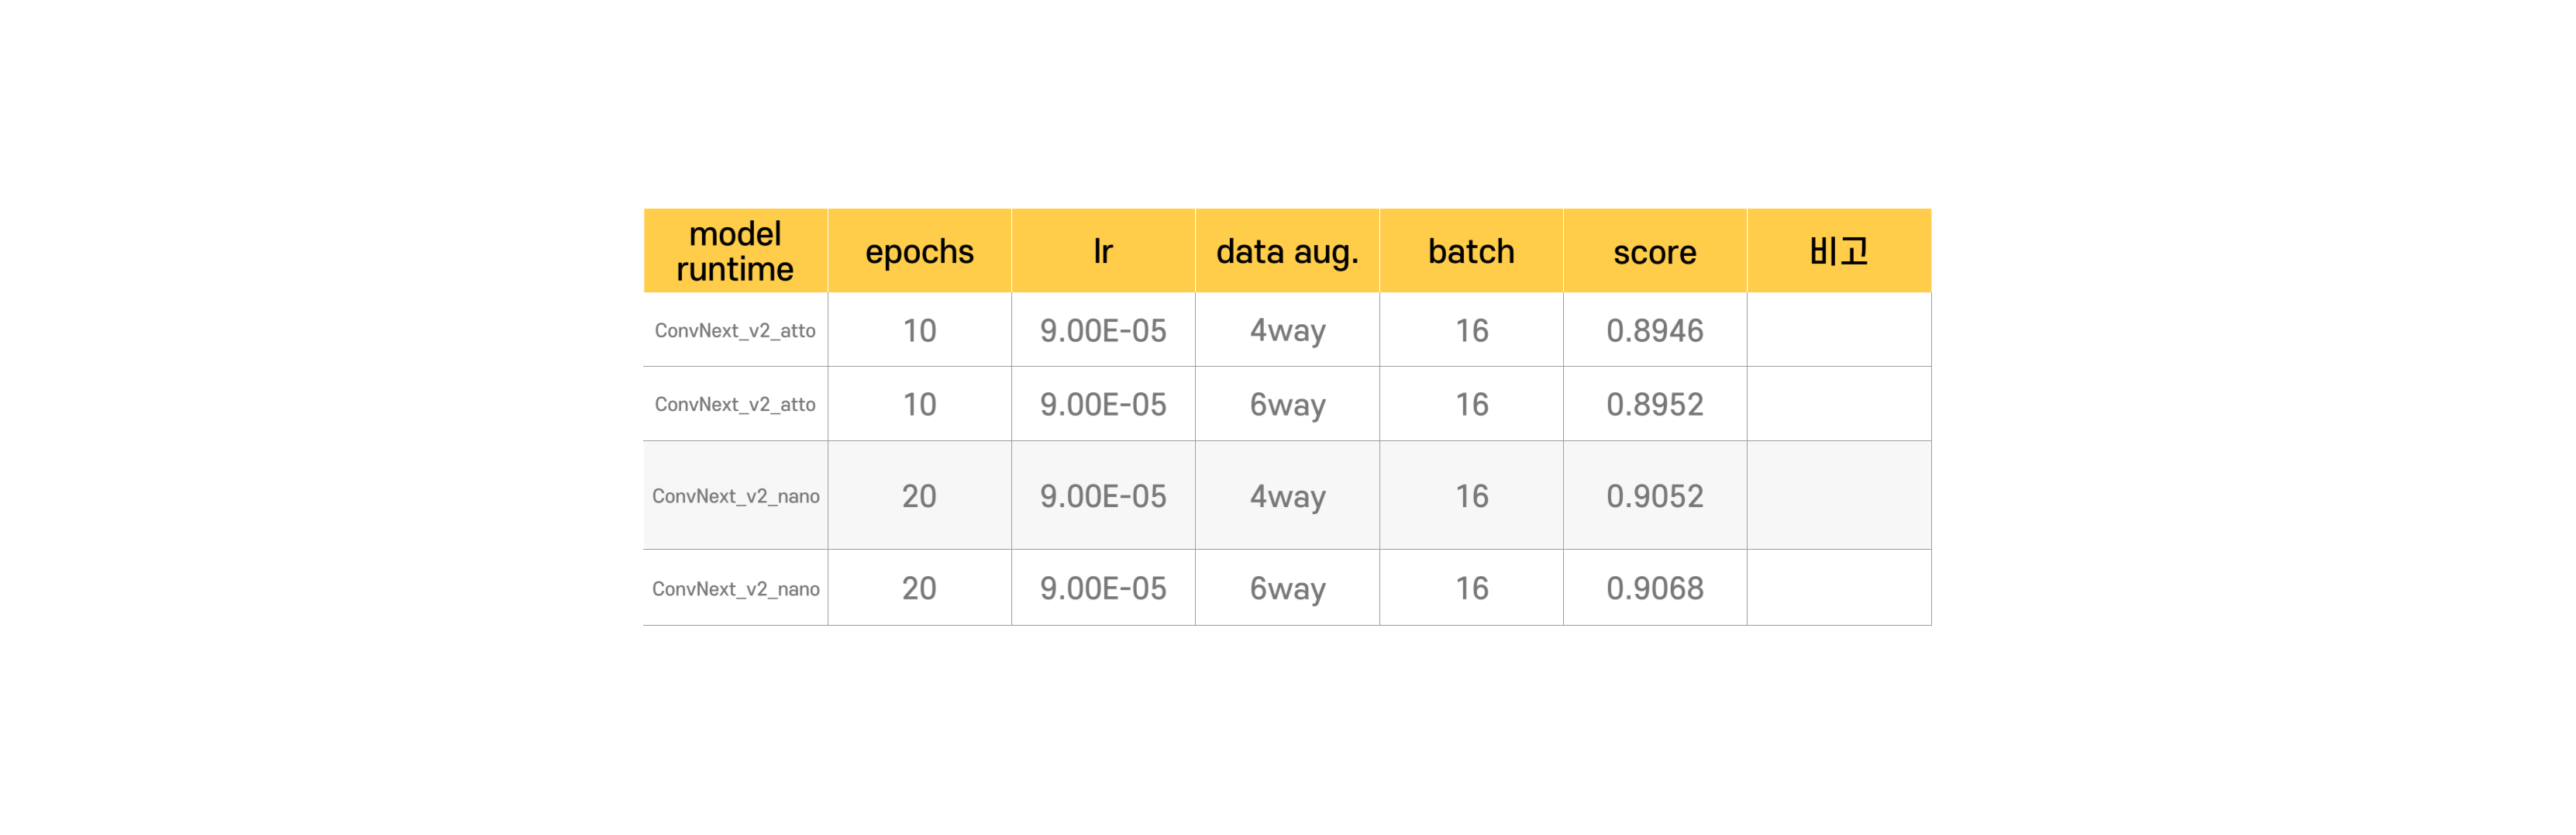 model runtime epochs lr data aug. batch score 비고
ConvNext_v2_atto 10 9.00E-05 4way 16 0.8946
ConvNext_v2_atto 10 9.00E-05 6way 16 0.8952
ConvNext_v2_nano 20 9.00E-05 4way 16 0.9052
ConvNext_v2_nano 20 9.00E-05 6way 16 0.9068